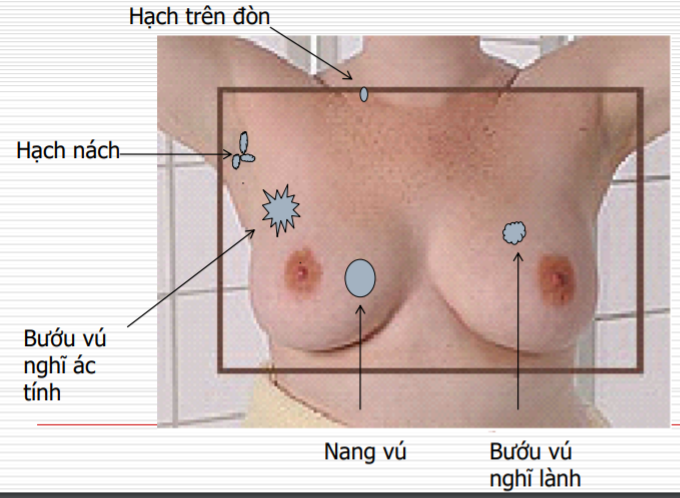 Hạch trên đòn
Hạch nách
Bướu vú
nghĩ ác
tính
Nang vú
Bướu vú
nghĩ lành